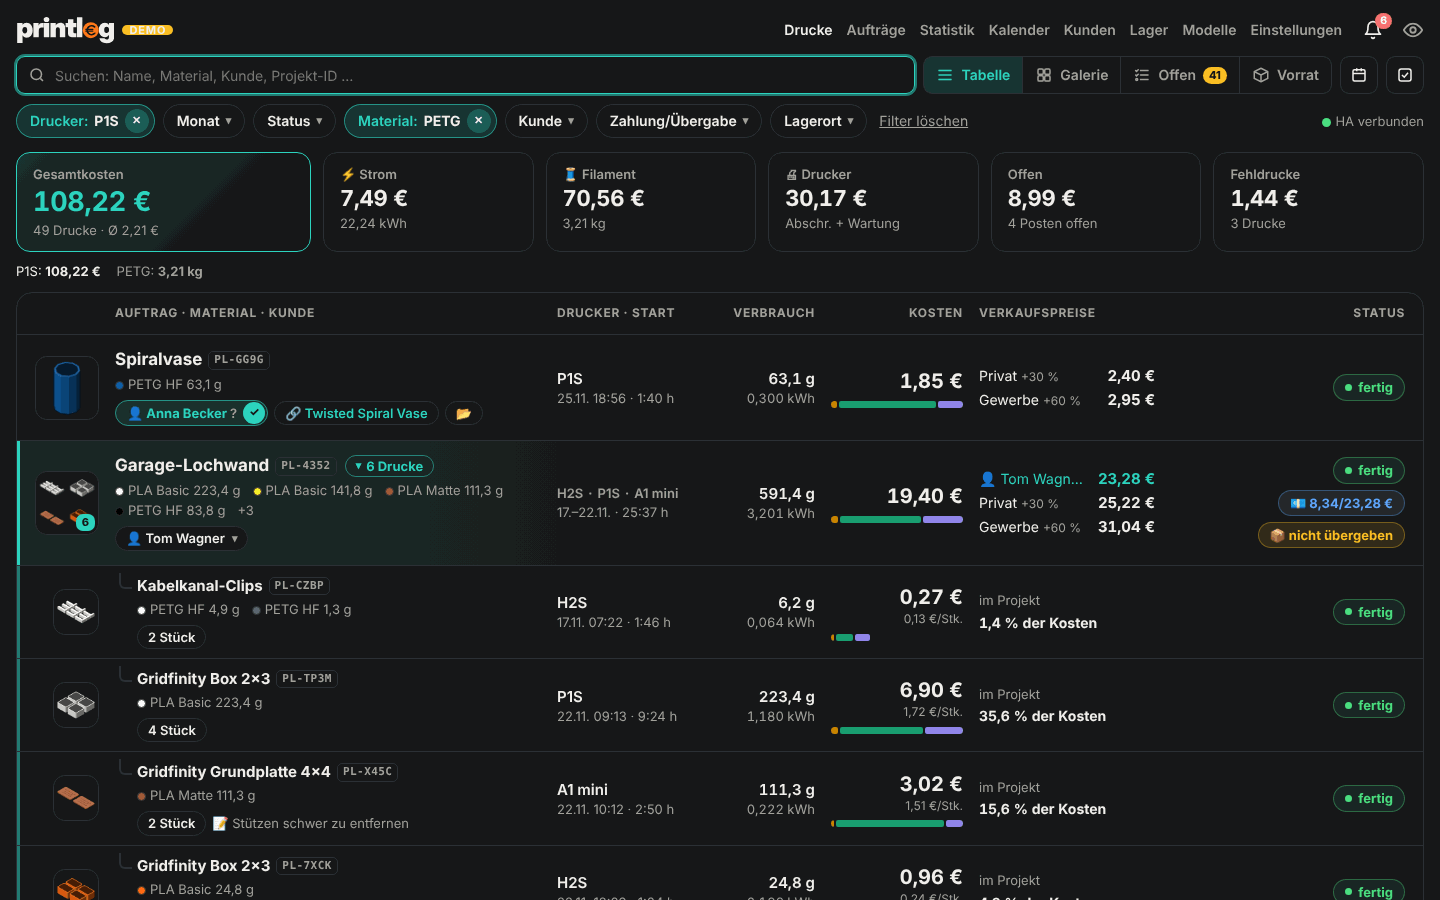 printlog DEMO
Drucke Aufträge Statistik Kalender Kunden Lager Modelle Einstellungen 6
Suchen: Name, Material, Kunde, Projekt-ID ...
Tabelle Galerie Offen 41 Vorrat
Drucker: P1S × Monat ▾ Status ▾ Material: PETG × Kunde ▾ Zahlung/Übergabe ▾ Lagerort ▾ Filter löschen
HA verbunden
Gesamtkosten
108,22 €
49 Drucke · Ø 2,21 €
⚡ Strom
7,49 €
22,24 kWh
🧵 Filament
70,56 €
3,21 kg
🖨 Drucker
30,17 €
Abschr. + Wartung
Offen
8,99 €
4 Posten offen
Fehldrucke
1,44 €
3 Drucke
P1S: 108,22 € PETG: 3,21 kg
AUFTRAG · MATERIAL · KUNDE DRUCKER · START VERBRAUCH KOSTEN VERKAUFSPREISE STATUS
Spiralvase PL-GG9G
PETG HF 63,1 g
👤 Anna Becker ? ✓ 🔗 Twisted Spiral Vase 📂
P1S
25.11. 18:56 · 1:40 h
63,1 g
0,300 kWh
1,85 €
Privat +30 % 2,40 €
Gewerbe +60 % 2,95 €
fertig
6
Garage-Lochwand PL-4352 ▾ 6 Drucke
PLA Basic 223,4 g PLA Basic 141,8 g PLA Matte 111,3 g
PETG HF 83,8 g +3
👤 Tom Wagner ▾
H2S · P1S · A1 mini
17.–22.11. · 25:37 h
591,4 g
3,201 kWh
19,40 €
👤 Tom Wagn... 23,28 €
Privat +30 % 25,22 €
Gewerbe +60 % 31,04 €
fertig
💶 8,34/23,28 €
📦 nicht übergeben
Kabelkanal-Clips PL-CZBP
PETG HF 4,9 g PETG HF 1,3 g
2 Stück
H2S
17.11. 07:22 · 1:46 h
6,2 g
0,064 kWh
0,27 €
0,13 €/Stk.
im Projekt
1,4 % der Kosten
fertig
Gridfinity Box 2×3 PL-TP3M
PLA Basic 223,4 g
4 Stück
P1S
22.11. 09:13 · 9:24 h
223,4 g
1,180 kWh
6,90 €
1,72 €/Stk.
im Projekt
35,6 % der Kosten
fertig
Gridfinity Grundplatte 4×4 PL-X45C
PLA Matte 111,3 g
2 Stück 📝 Stützen schwer zu entfernen
A1 mini
22.11. 10:12 · 2:50 h
111,3 g
0,222 kWh
3,02 €
1,51 €/Stk.
im Projekt
15,6 % der Kosten
fertig
Gridfinity Box 2×3 PL-7XCK
PLA Basic 24,8 g
H2S
24,8 g
0,96 €
im Projekt
fertig